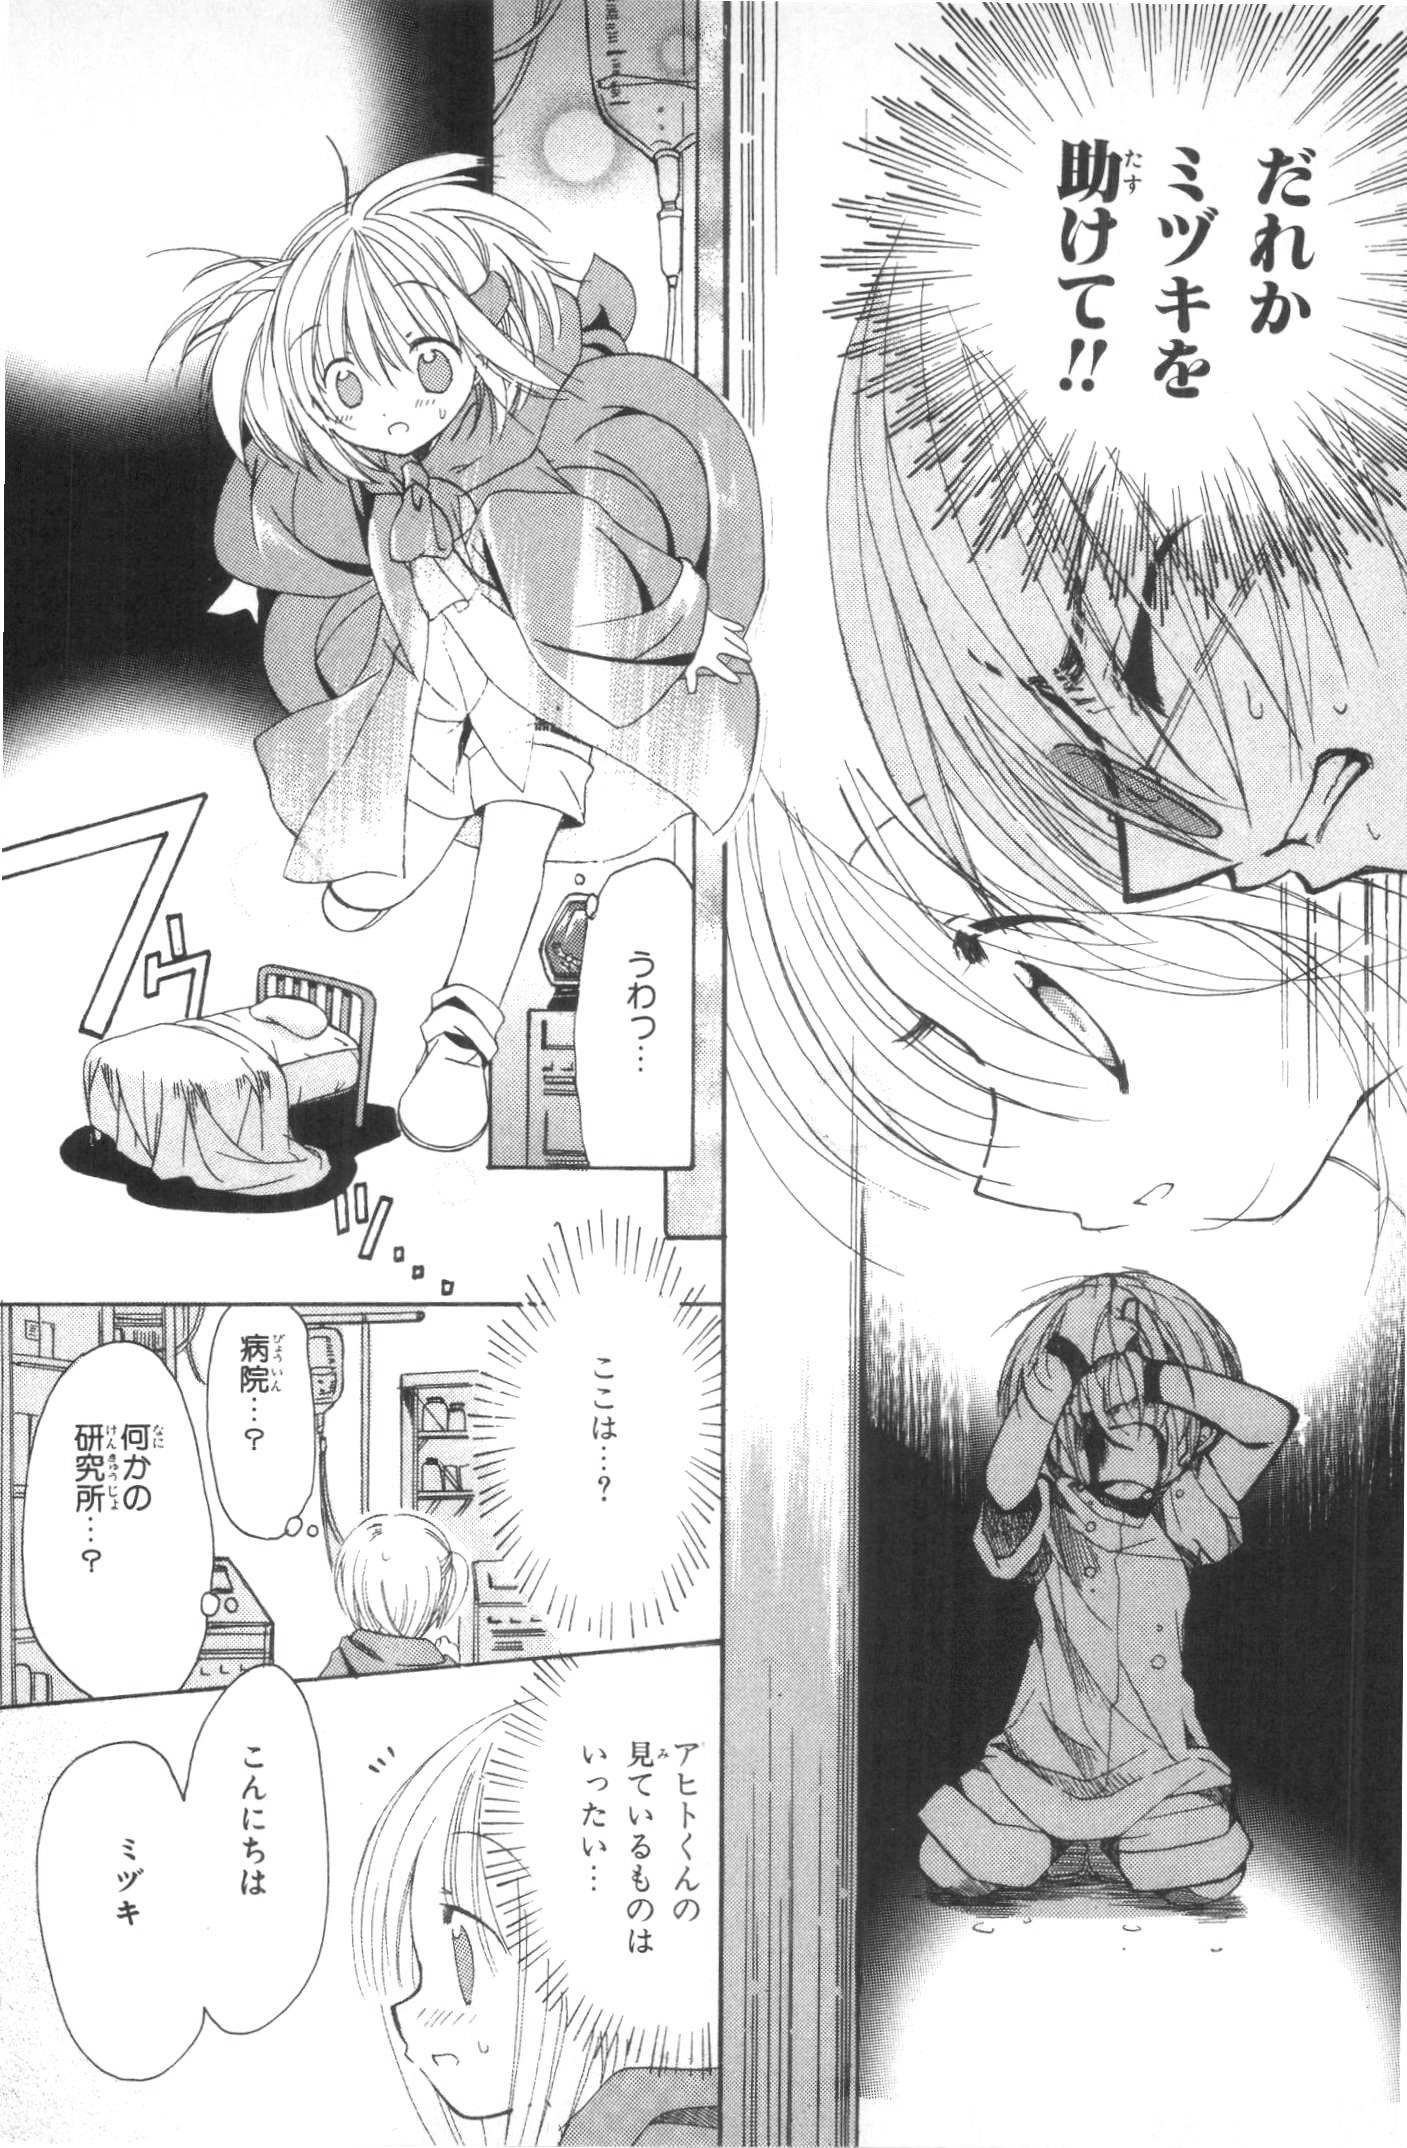 だれか
ミヅキを
助けて!!
うわっ…
フッ
ッ…
ここは…?
病院…?
何かの
研究所…?
アヒトくんの
見ているものは
いったい…
こんにちは
ミヅキ